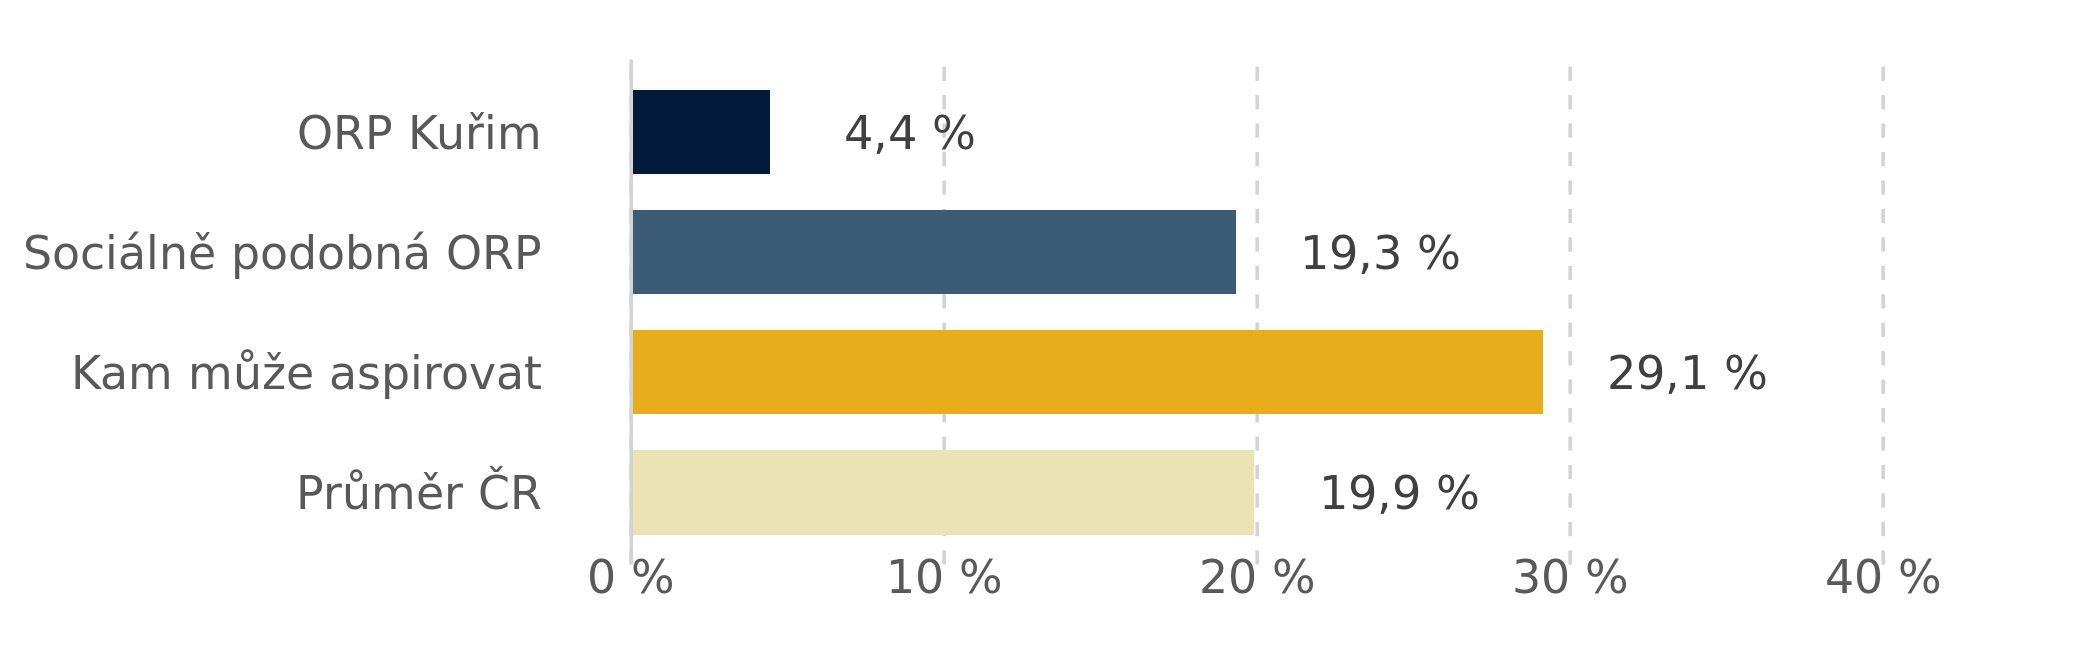 ORP Kuřim
4,4 %
Sociálně podobná ORP
19,3 %
Kam může aspirovat
29,1 %
Průměr ČR
19,9 %
0 %
10 %
20 %
30 %
40 %